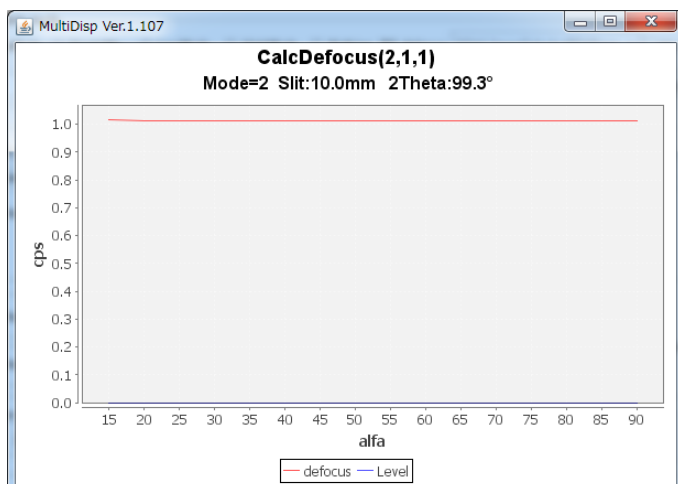 MultiDisp Ver.1.107
CalcDefocus(2,1,1)
Mode=2 Slit:10.0mm 2Theta:99.3°
1.0
0.9
0.8
0.7
0.6
0.5
0.4
0.3
0.2
0.1
0.0
cps
15 20 25 30 35 40 45 50 55 60 65 70 75 80 85 90
alfa
defocus Level